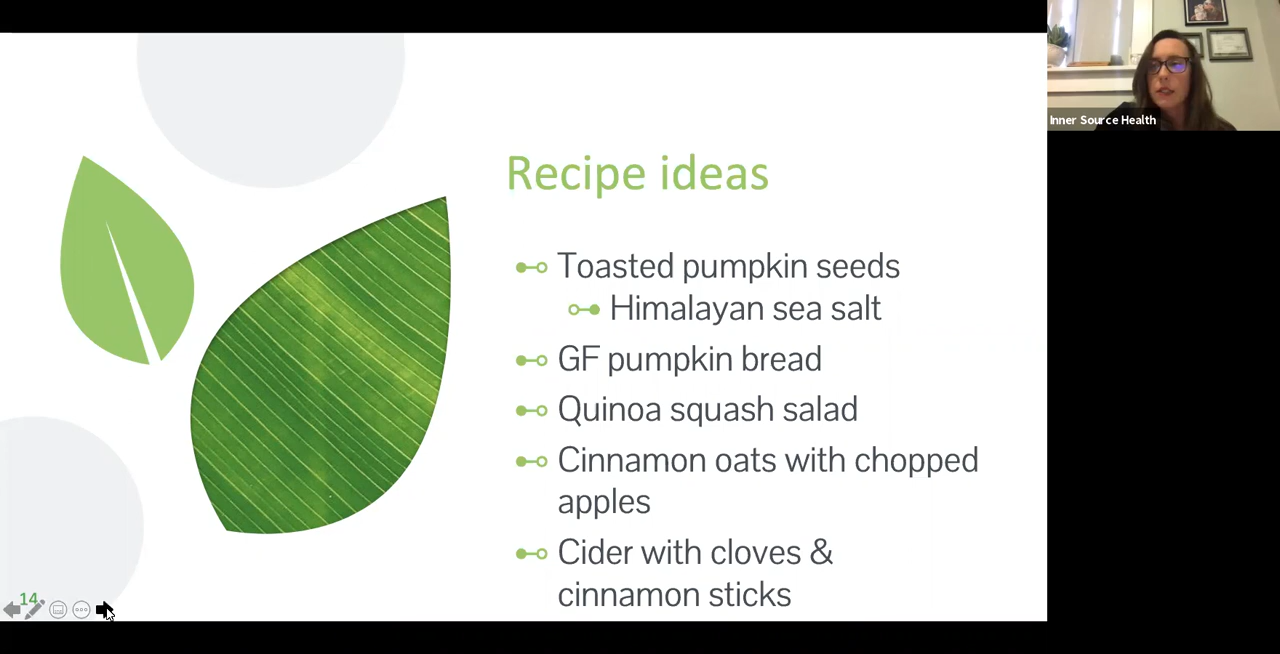 Inner Source Health
Recipe ideas
Toasted pumpkin seeds
Himalayan sea salt
GF pumpkin bread
Quinoa squash salad
Cinnamon oats with chopped
apples
Cider with cloves &
cinnamon sticks
14